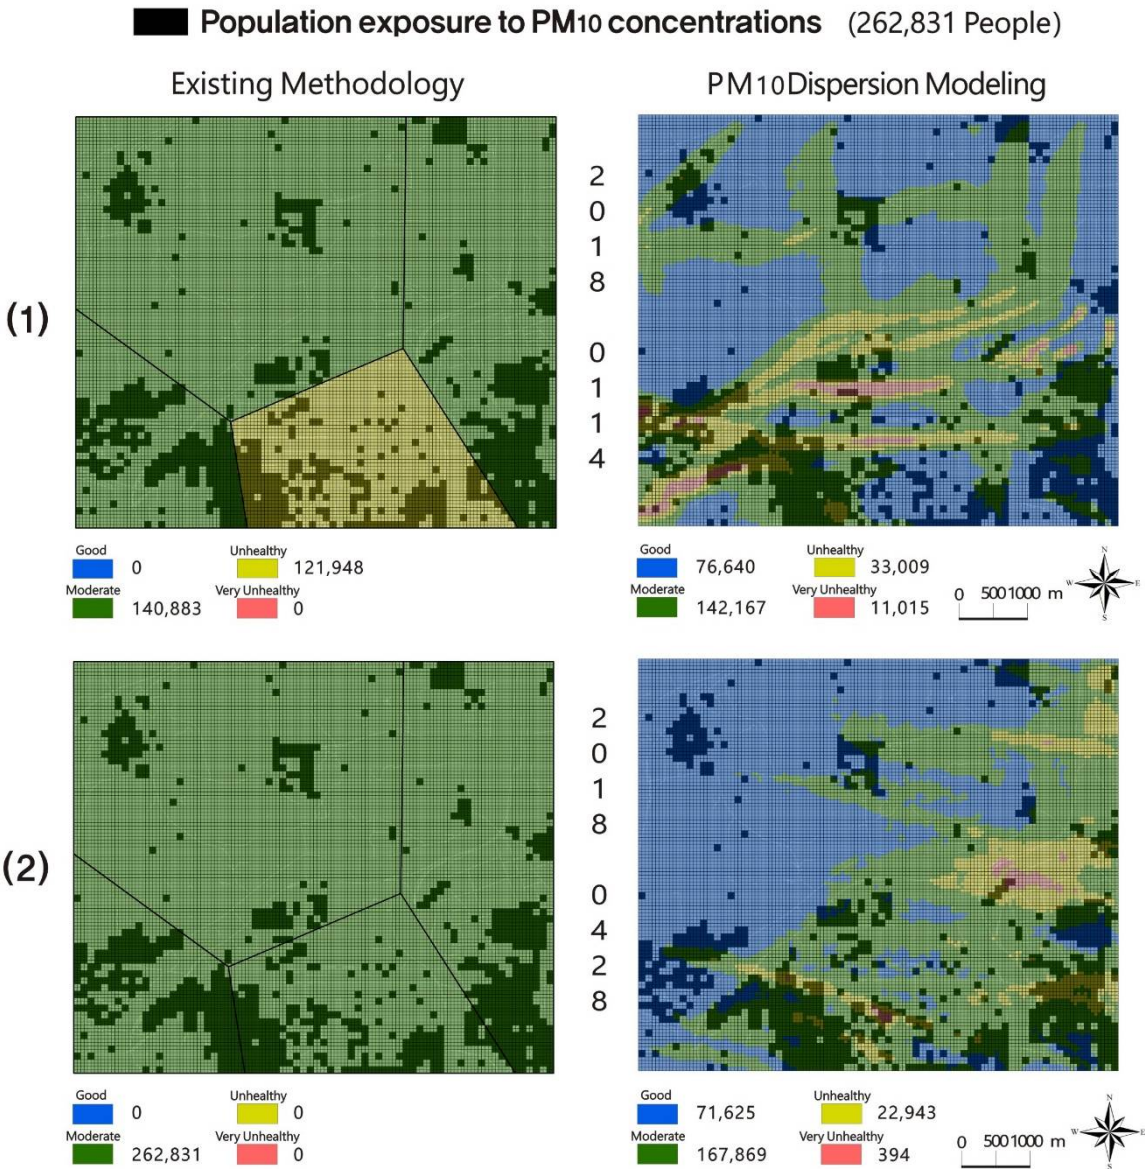 Population exposure to PM10 concentrations (262,831 People)
Existing Methodology
PM10 Dispersion Modeling
(1)
2
0
1
8
0
1
1
4
Good
0
Unhealthy
121,948
Moderate
140,883
Very Unhealthy
0
Good
76,640
Unhealthy
33,009
Moderate
142,167
Very Unhealthy
11,015
0 5001000 m
N
W E
S
(2)
2
0
1
8
0
4
2
8
Good
0
Unhealthy
0
Moderate
262,831
Very Unhealthy
0
Good
71,625
Unhealthy
22,943
Moderate
167,869
Very Unhealthy
394
0 5001000 m
N
W E
S